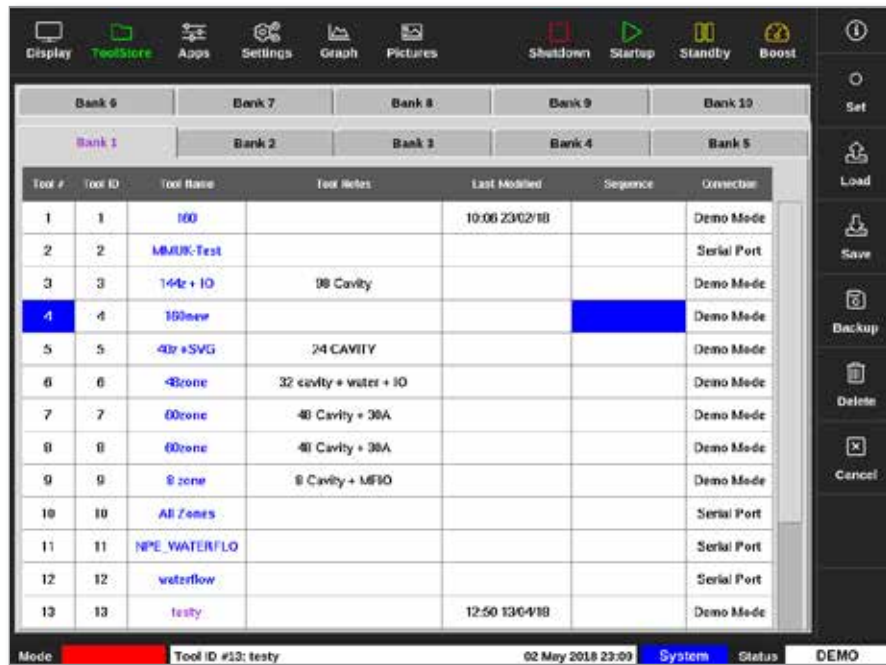 Display ToolStore Apps Settings Graph Pictures Shutdown Startup Standby Boost
Bank 6 Bank 7 Bank 8 Bank 9 Bank 10
Bank 1 Bank 2 Bank 3 Bank 4 Bank 5
Tool # Tool ID Tool Name Tool Notes Last Modified Sequence Connection
1 1 160 10:06 23/02/18 Demo Mode
2 2 MMUK-Test Serial Port
3 3 144z + IO 98 Cavity Demo Mode
4 4 160new Demo Mode
5 5 40z +SVG 24 CAVITY Demo Mode
6 6 48zone 32 cavity + water + IO Demo Mode
7 7 60zone 48 Cavity + 30A Demo Mode
8 8 60zone 48 Cavity + 30A Demo Mode
9 9 8 zone 8 Cavity + MFIO Demo Mode
10 10 All Zones Serial Port
11 11 NPE_WATERFLO Serial Port
12 12 waterflow Serial Port
13 13 testy 12:50 13/04/18 Demo Mode
Mode Tool ID #13: testy 02 May 2018 23:09 System Status DEMO
Set
Load
Save
Backup
Delete
Cancel